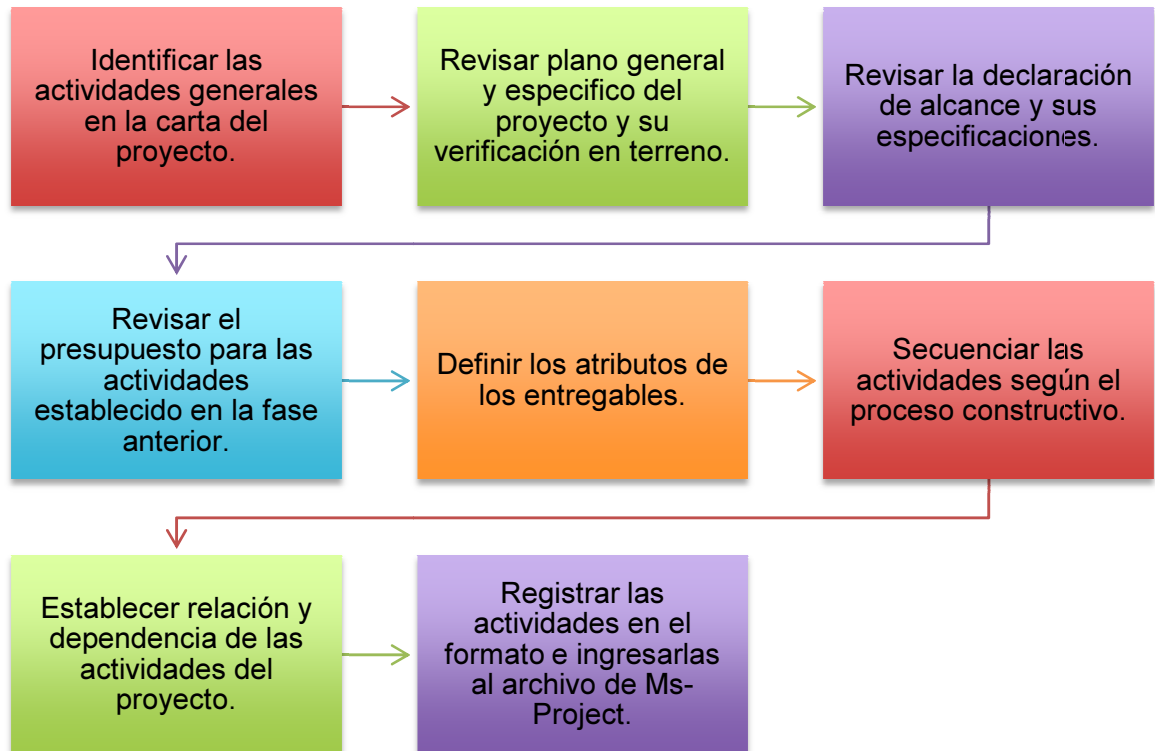 Identificar las
actividades generales
en la carta del
proyecto.
Revisar plano general
y especifico del
proyecto y su
verificación en terreno.
Revisar la declaración
de alcance y sus
especificaciones.
Revisar el
presupuesto para las
actividades
establecido en la fase
anterior.
Definir los atributos de
los entregables.
Secuenciar las
actividades según el
proceso constructivo.
Establecer relación y
dependencia de las
actividades del
proyecto.
Registrar las
actividades en el
formato e ingresarlas
al archivo de Ms-
Project.